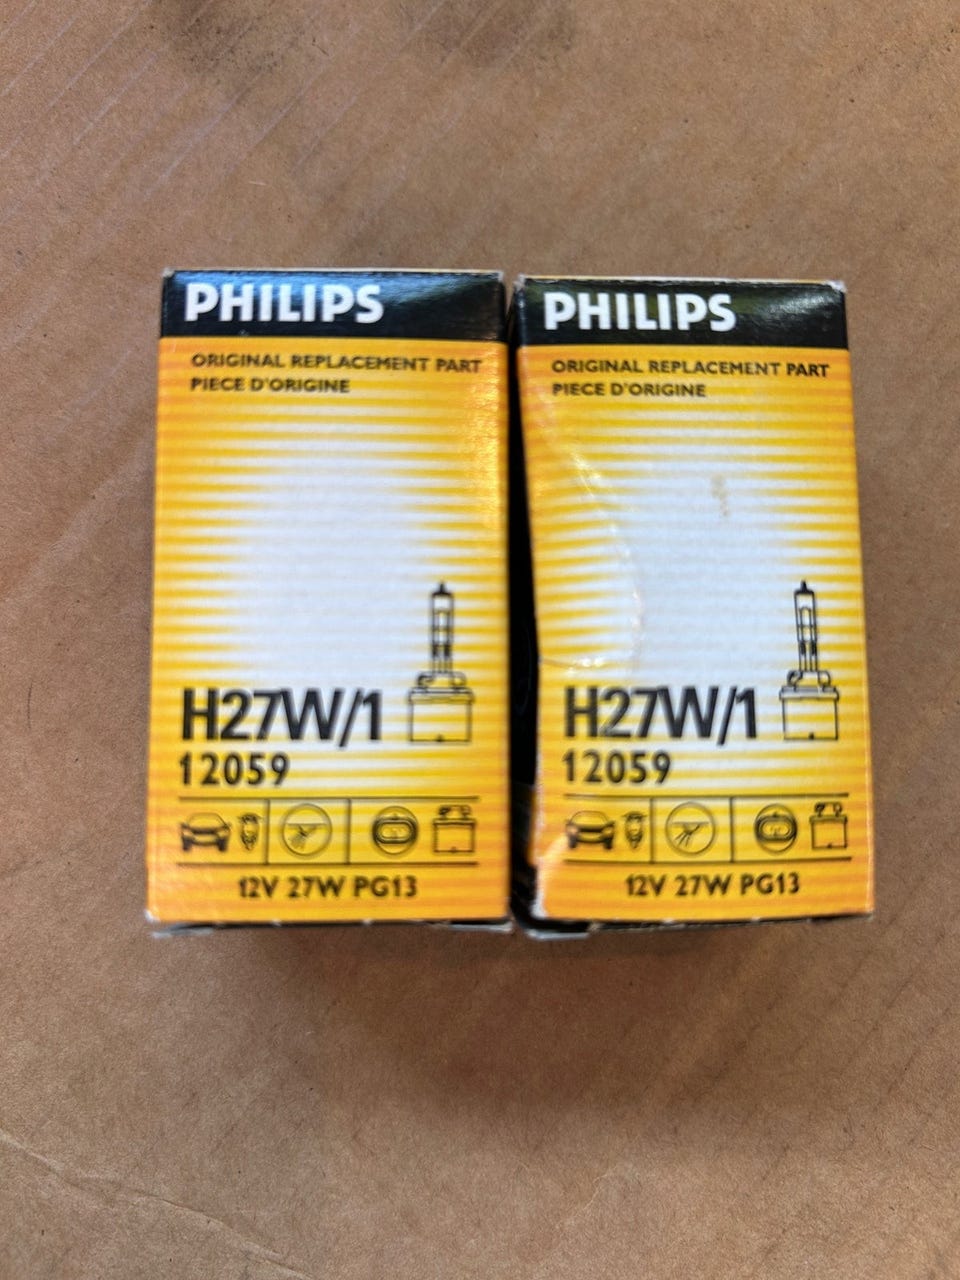 PHILIPS
ORIGINAL REPLACEMENT PART
PIECE D'ORIGINE
H27W/1
12059
12V 27W PG13
PHILIPS
ORIGINAL REPLACEMENT PART
PIECE D'ORIGINE
H27W/1
12059
12V 27W PG13